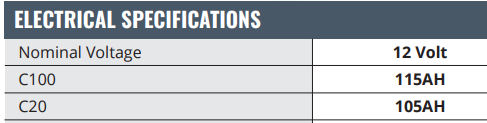 ELECTRICAL SPECIFICATIONS
Nominal Voltage 12 Volt
C100 115AH
C20 105AH